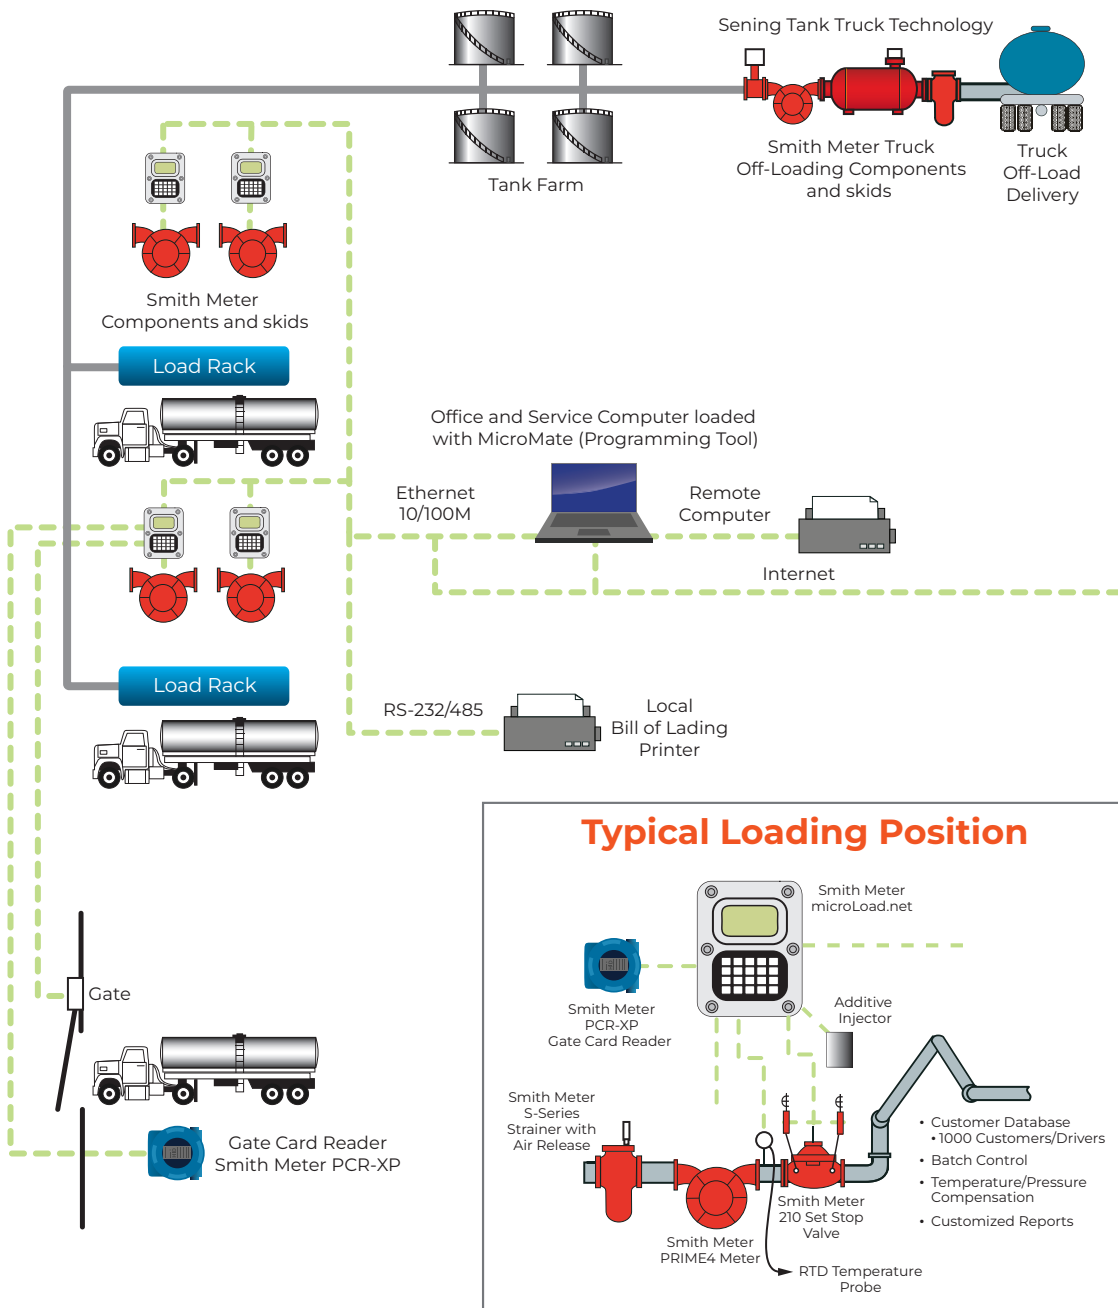 Sening Tank Truck Technology
Smith Meter Truck
Off-Loading Components
and skids
Truck
Off-Load
Delivery
Tank Farm
Smith Meter
Components and skids
Load Rack
Office and Service Computer loaded
with MicroMate (Programming Tool)
Ethernet
10/100M
Remote
Computer
Internet
Load Rack
RS-232/485
Local
Bill of Lading
Printer
Gate
Gate Card Reader
Smith Meter PCR-XP
Typical Loading Position
Smith Meter
microLoad.net
Smith Meter
PCR-XP
Gate Card Reader
Additive
Injector
Smith Meter
S-Series
Strainer with
Air Release
Smith Meter
PRIME4 Meter
Smith Meter
210 Set Stop
Valve
RTD Temperature
Probe
• Customer Database
• 1000 Customers/Drivers
• Batch Control
• Temperature/Pressure
Compensation
• Customized Reports